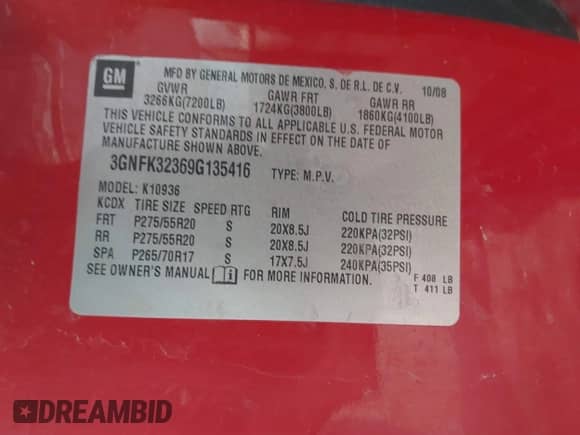 GM
MFD BY GENERAL MOTORS DE MEXICO, S. DE R.L. DE C.V. 10/08
GVWR GAWR FRT GAWR RR
3266KG(7200LB) 1724KG(3800LB) 1860KG(4100LB)
THIS VEHICLE CONFORMS TO ALL APPLICABLE U.S. FEDERAL MOTOR
VEHICLE SAFETY STANDARDS IN EFFECT ON THE DATE OF
MANUFACTURE SHOWN ABOVE.
3GNFK32369G135416 TYPE: M.P.V.
MODEL: K10936
KCDX TIRE SIZE SPEED RTG RIM COLD TIRE PRESSURE
FRT P275/55R20 S 20X8.5J 220KPA(32PSI)
RR P275/55R20 S 20X8.5J 220KPA(32PSI)
SPA P265/70R17 S 17X7.5J 240KPA(35PSI)
SEE OWNER'S MANUAL FOR MORE INFORMATION.
F 408 LB
T 411 LB
DREAMBID